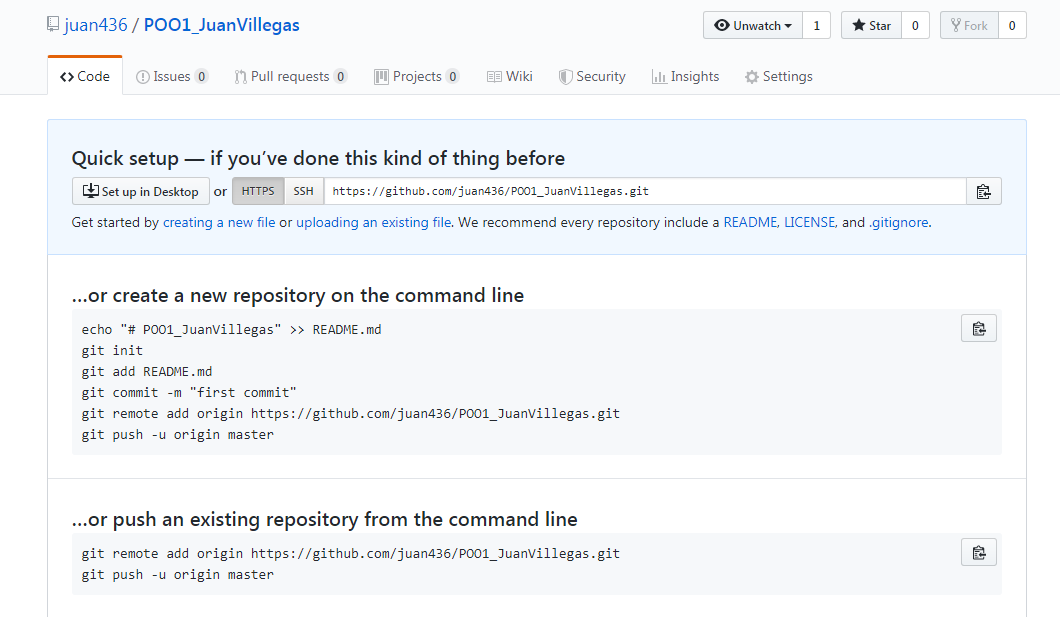 juan436 / POO1_JuanVillegas
Unwatch 1 Star 0 Fork 0
Code Issues 0 Pull requests 0 Projects 0 Wiki Security Insights Settings
Quick setup — if you’ve done this kind of thing before
Set up in Desktop or HTTPS SSH https://github.com/juan436/POO1_JuanVillegas.git
Get started by creating a new file or uploading an existing file. We recommend every repository include a README, LICENSE, and .gitignore.
…or create a new repository on the command line
echo "# POO1_JuanVillegas" >> README.md
git init
git add README.md
git commit -m "first commit"
git remote add origin https://github.com/juan436/POO1_JuanVillegas.git
git push -u origin master
…or push an existing repository from the command line
git remote add origin https://github.com/juan436/POO1_JuanVillegas.git
git push -u origin master